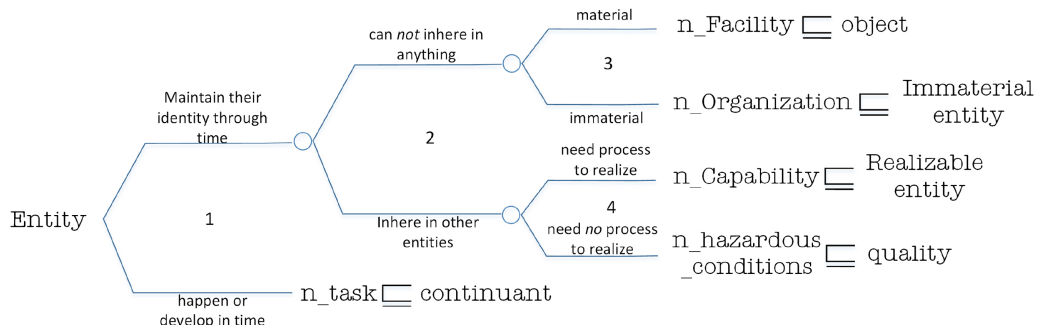 material
n_Facility ⊑ object
can not inhere in
anything
3
Maintain their
identity through
time
n_Organization ⊑ Immaterial
entity
immaterial
2
need process
to realize
n_Capability ⊑ Realizable
entity
Entity
1
Inhere in other
entities
4
need no process
to realize
n_hazardous
_conditions ⊑ quality
n_task ⊑ continuant
happen or
develop in time